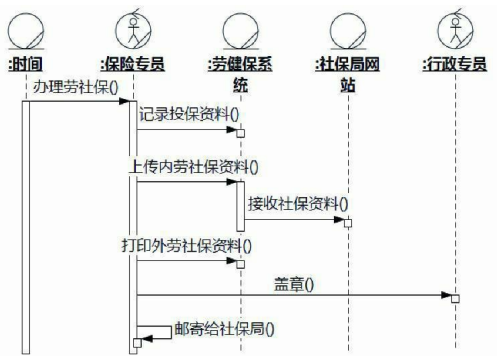 :时间
:保险专员
:劳健保系
统
:社保局网
站
:行政专员
办理劳社保()
记录投保资料()
上传内劳社保资料()
接收社保资料()
打印外劳社保资料()
盖章()
邮寄给社保局()